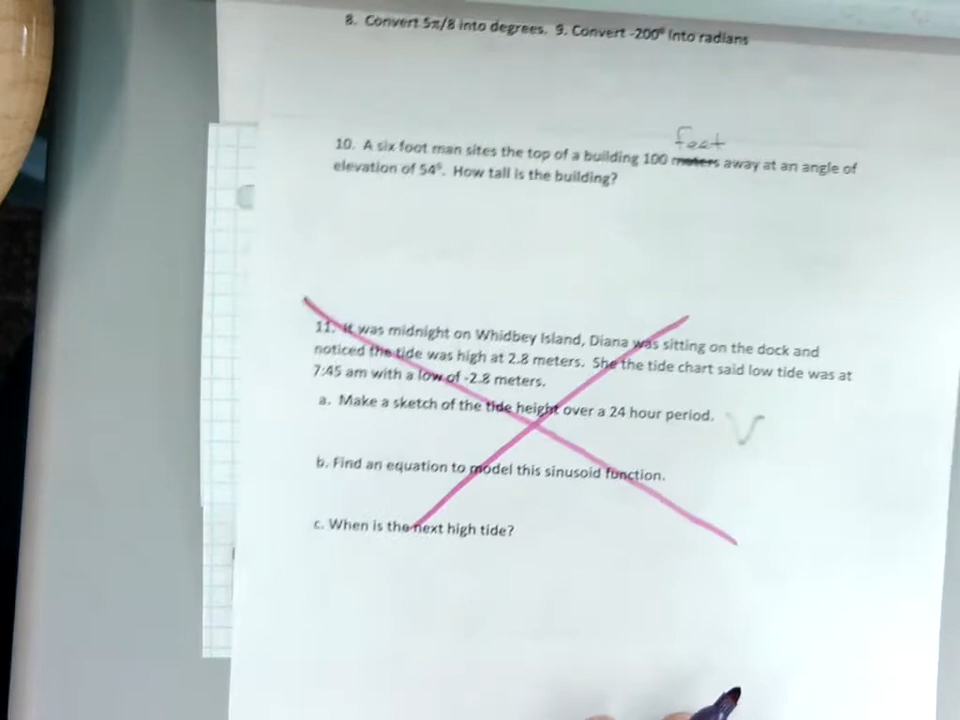 8. Convert 5π/8 into degrees. 9. Convert -200° into radians
feet
10. A six foot man sites the top of a building 100 meters away at an angle of
elevation of 54°. How tall is the building?
11. It was midnight on Whidbey Island, Diana was sitting on the dock and
noticed the tide was high at 2.8 meters. She the tide chart said low tide was at
7:45 am with a low of -2.8 meters.
a. Make a sketch of the tide height over a 24 hour period.
b. Find an equation to model this sinusoid function.
c. When is the next high tide?